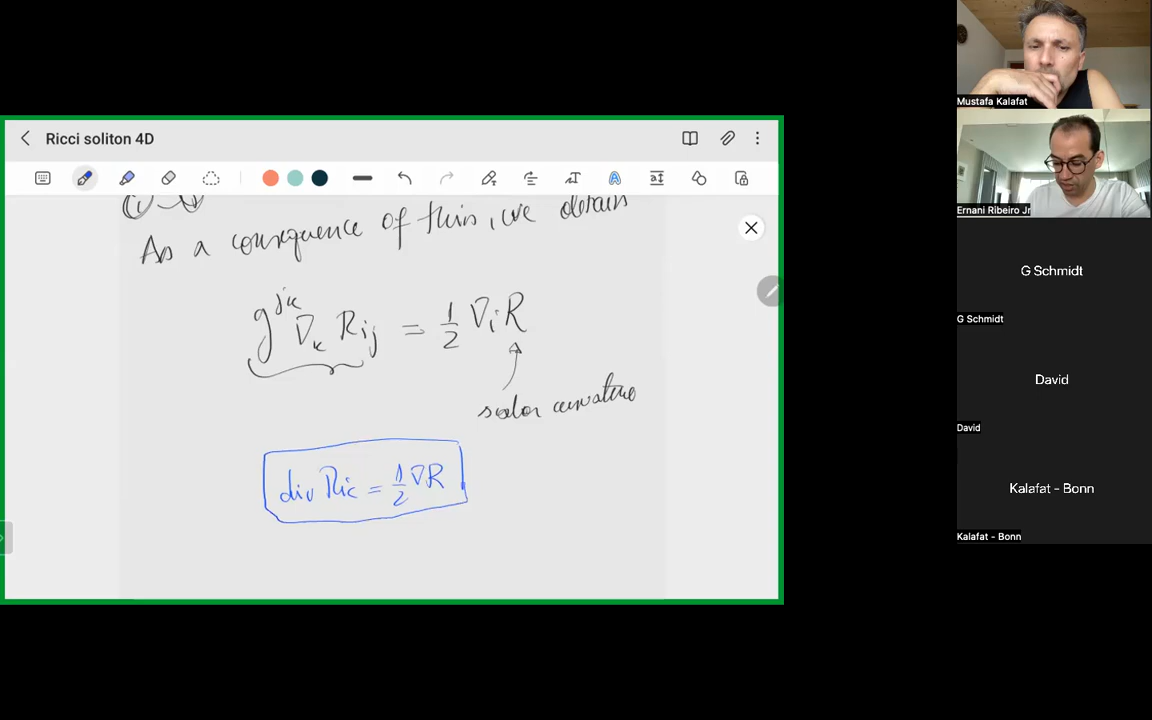 Ricci soliton 4D
As a consequence of this, we obtain
g^{jk} ∇_k R_{ij} = 1/2 ∇_i R
scalar curvature
div Ric = 1/2 ∇R
Mustafa Kalafat
Ernani Ribeiro Jr
G Schmidt
G Schmidt
David
David
Kalafat - Bonn
Kalafat - Bonn